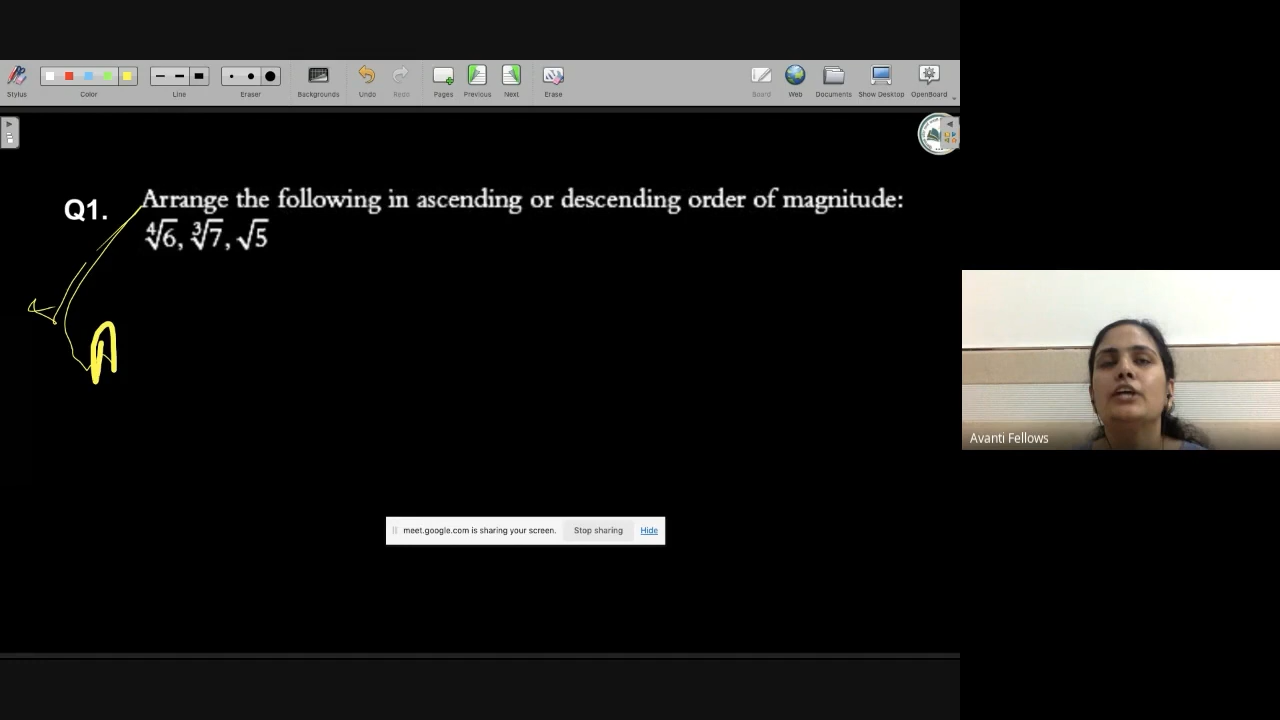 Stylus Color Line Eraser Backgrounds Undo Redo Pages Previous Next Erase Board Web Documents Show Desktop OpenBoard
Q1. Arrange the following in ascending or descending order of magnitude:
∜6, ∛7, √5
A
Avanti Fellows
meet.google.com is sharing your screen. Stop sharing Hide